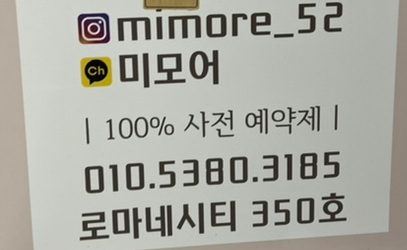 mimore_52
Ch 미모어
| 100% 사전 예약제 |
010.5380.3185
로마네시티 350호